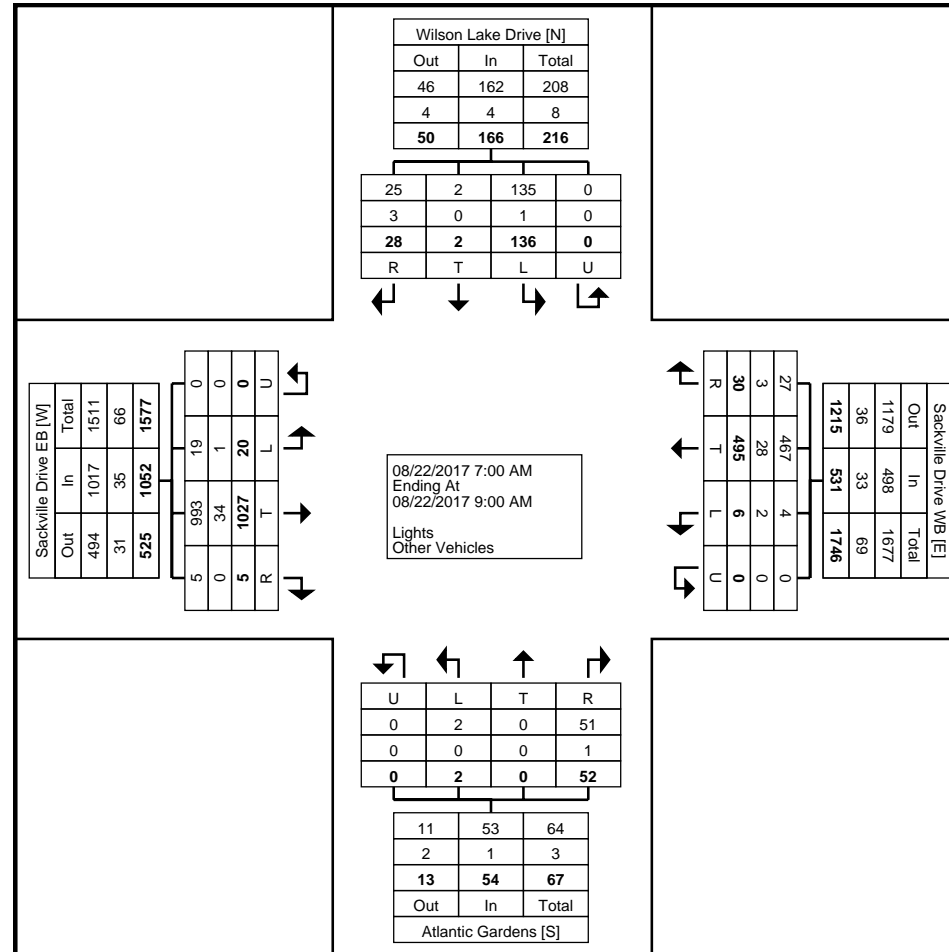 Wilson Lake Drive [N]
Out In Total
46 162 208
4 4 8
50 166 216
25 2 135 0
3 0 1 0
28 2 136 0
R T L U
Sackville Drive EB [W]
Total In Out
1511 1017 494
66 35 31
1577 1052 525
0 19 993 5
0 1 34 0
0 20 1027 5
U L T R
08/22/2017 7:00 AM
Ending At
08/22/2017 9:00 AM
Lights
Other Vehicles
27 467 4 0
3 28 2 0
30 495 6 0
R T L U
Sackville Drive WB [E]
Out In Total
1179 498 1677
36 33 69
1215 531 1746
U L T R
0 2 0 51
0 0 0 1
0 2 0 52
11 53 64
2 1 3
13 54 67
Out In Total
Atlantic Gardens [S]